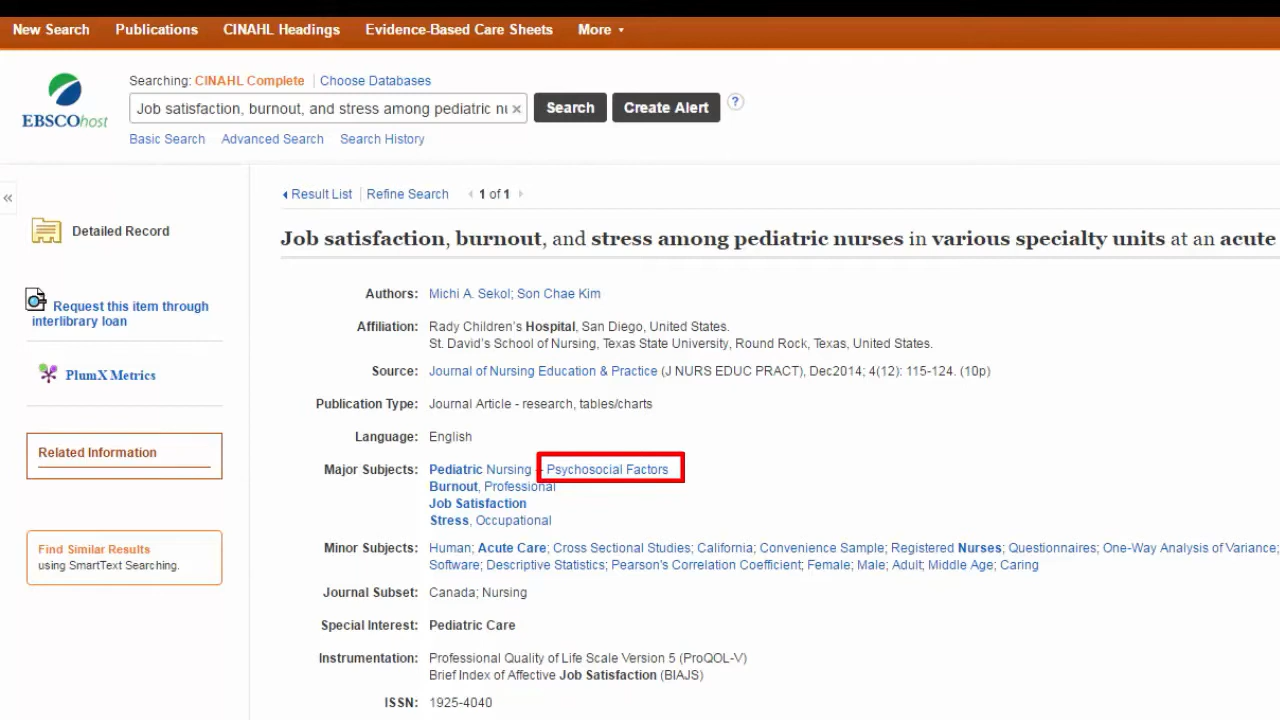 New Search Publications CINAHL Headings Evidence-Based Care Sheets More
Searching: CINAHL Complete Choose Databases
EBSCOhost
Job satisfaction, burnout, and stress among pediatric nu × Search Create Alert ?
Basic Search Advanced Search Search History
«
Result List Refine Search 1 of 1
Detailed Record
Request this item through
interlibrary loan
PlumX Metrics
Related Information
Find Similar Results
using SmartText Searching.
Job satisfaction, burnout, and stress among pediatric nurses in various specialty units at an acute
Authors: Michi A. Sekol; Son Chae Kim
Affiliation: Rady Children's Hospital, San Diego, United States.
St. David's School of Nursing, Texas State University, Round Rock, Texas, United States.
Source: Journal of Nursing Education & Practice (J NURS EDUC PRACT), Dec2014; 4(12): 115-124. (10p)
Publication Type: Journal Article - research, tables/charts
Language: English
Major Subjects: Pediatric Nursing -- Psychosocial Factors
Burnout, Professional
Job Satisfaction
Stress, Occupational
Minor Subjects: Human; Acute Care; Cross Sectional Studies; California; Convenience Sample; Registered Nurses; Questionnaires; One-Way Analysis of Variance;
Software; Descriptive Statistics; Pearson's Correlation Coefficient; Female; Male; Adult; Middle Age; Caring
Journal Subset: Canada; Nursing
Special Interest: Pediatric Care
Instrumentation: Professional Quality of Life Scale Version 5 (ProQOL-V)
Brief Index of Affective Job Satisfaction (BIAJS)
ISSN: 1925-4040